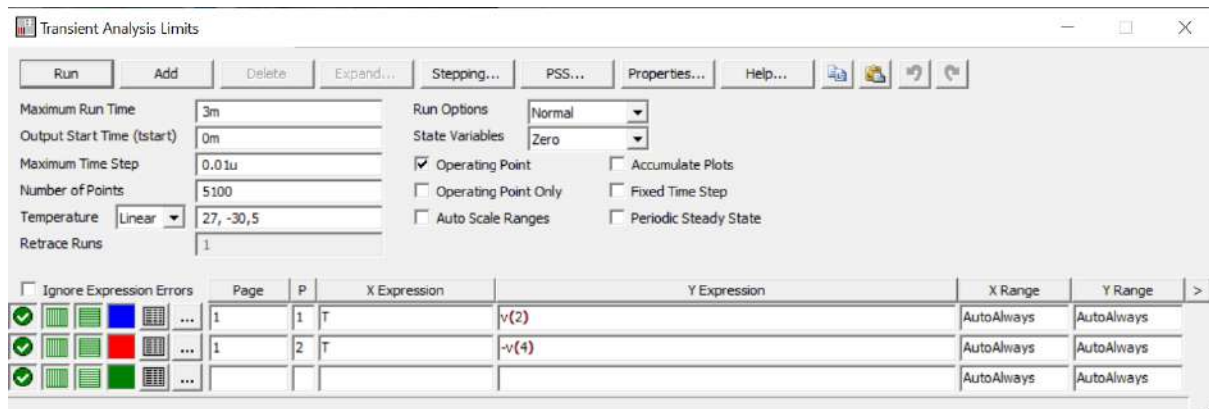 Transient Analysis Limits
Run Add Delete Expand... Stepping... PSS... Properties... Help...
Maximum Run Time 3m Run Options Normal
Output Start Time (tstart) 0m State Variables Zero
Maximum Time Step 0.01u Operating Point Accumulate Plots
Number of Points 5100 Operating Point Only Fixed Time Step
Temperature Linear 27, -30,5 Auto Scale Ranges Periodic Steady State
Retrace Runs 1
Ignore Expression Errors Page P X Expression Y Expression X Range Y Range >
... 1 1 T v(2) AutoAlways AutoAlways
... 1 2 T -v(4) AutoAlways AutoAlways
... AutoAlways AutoAlways